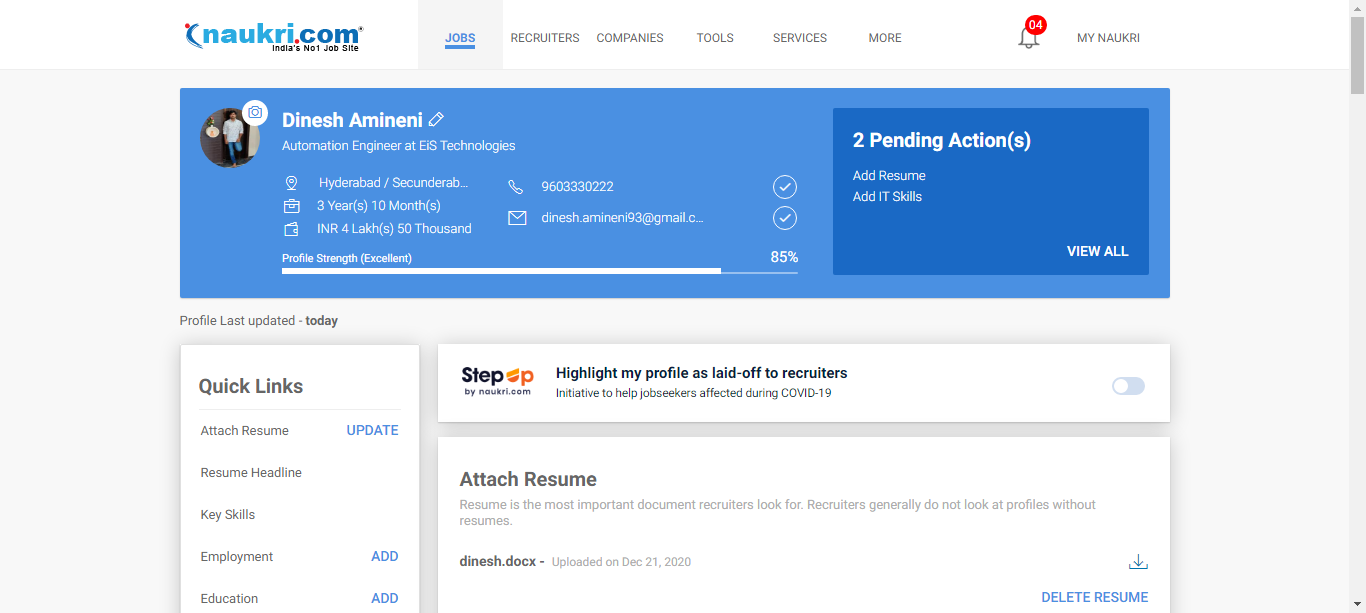 naukri.com®
India's No1 Job Site
JOBS
RECRUITERS
COMPANIES
TOOLS
SERVICES
MORE
04
MY NAUKRI
Dinesh Amineni
Automation Engineer at EiS Technologies
Hyderabad / Secunderab...
3 Year(s) 10 Month(s)
INR 4 Lakh(s) 50 Thousand
9603330222
dinesh.amineni93@gmail.c...
Profile Strength (Excellent)
85%
2 Pending Action(s)
Add Resume
Add IT Skills
VIEW ALL
Profile Last updated - today
Quick Links
Attach Resume UPDATE
Resume Headline
Key Skills
Employment ADD
Education ADD
StepUp
by naukri.com
Highlight my profile as laid-off to recruiters
Initiative to help jobseekers affected during COVID-19
Attach Resume
Resume is the most important document recruiters look for. Recruiters generally do not look at profiles without
resumes.
dinesh.docx - Uploaded on Dec 21, 2020
DELETE RESUME